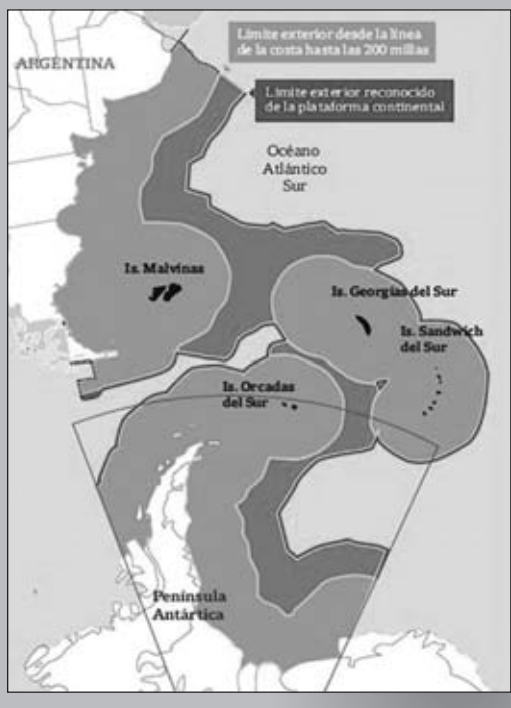 Límite exterior desde la línea
de la costa hasta las 200 millas
ARGENTINA
Límite exterior reconocido
de la plataforma continental
Océano
Atlántico
Sur
Is. Malvinas
Is. Georgias del Sur
Is. Sandwich
del Sur
Is. Orcadas
del Sur
Península
Antártica